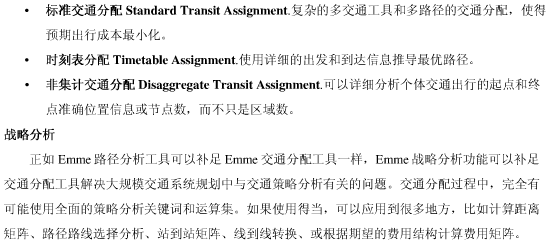 • 标准交通分配 Standard Transit Assignment.复杂的多交通工具和多路径的交通分配，使得
预期出行成本最小化。
• 时刻表分配 Timetable Assignment.使用详细的出发和到达信息推导最优路径。
• 非集计交通分配 Disaggregate Transit Assignment.可以详细分析个体交通出行的起点和终
点准确位置信息或节点数，而不只是区域数。
战略分析
正如 Emme 路径分析工具可以补足 Emme 交通分配工具一样，Emme 战略分析功能可以补足
交通分配工具解决大规模交通系统规划中与交通策略分析有关的问题。交通分配过程中，完全有
可能使用全面的策略分析关键词和运算集。如果使用得当，可以应用到很多地方，比如计算距离
矩阵、路径路线选择分析、站到站矩阵、线到线转换、或根据期望的费用结构计算费用矩阵。